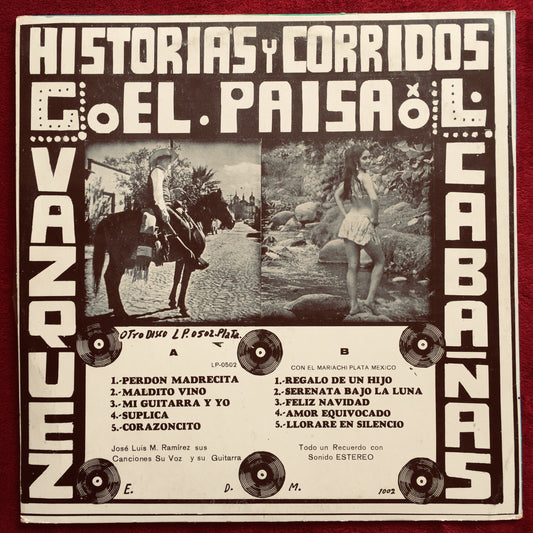 HISTORIAS Y CORRIDOS
G. EL. PAISA L.
VAZQUEZ
CABAÑAS
OTRO DISCO LP. 0502. Plata.
A
LP-0502
1.-PERDON MADRECITA
2.-MALDITO VINO
3.-MI GUITARRA Y YO
4.-SUPLICA
5.-CORAZONCITO
José Luis M. Ramírez sus
Canciones Su Voz y su Guitarra
B
CON EL MARIACHI PLATA MEXICO
1.-REGALO DE UN HIJO
2.-SERENATA BAJO LA LUNA
3.-FELIZ NAVIDAD
4.-AMOR EQUIVOCADO
5.-LLORARE EN SILENCIO
Todo un Recuerdo con
Sonido ESTEREO
E. D. M. 1002